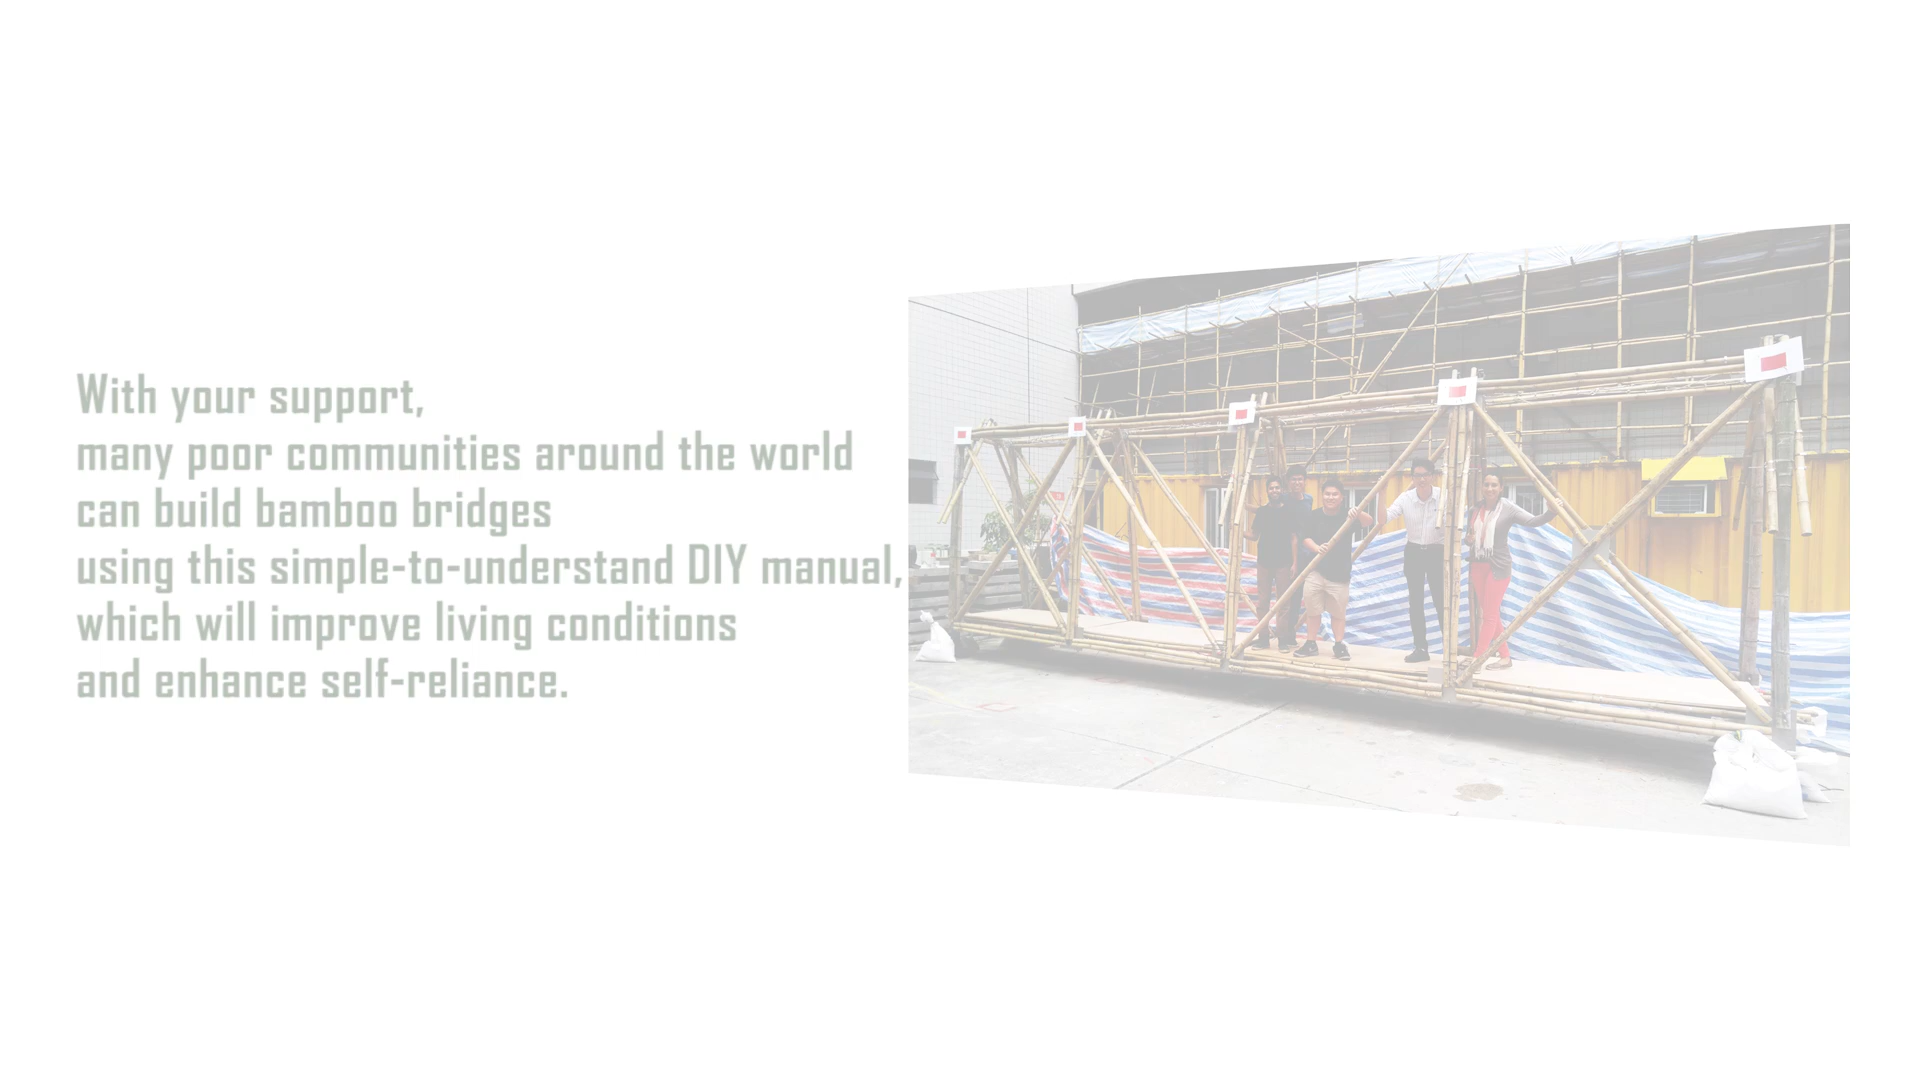 With your support,
many poor communities around the world
can build bamboo bridges
using this simple-to-understand DIY manual,
which will improve living conditions
and enhance self-reliance.